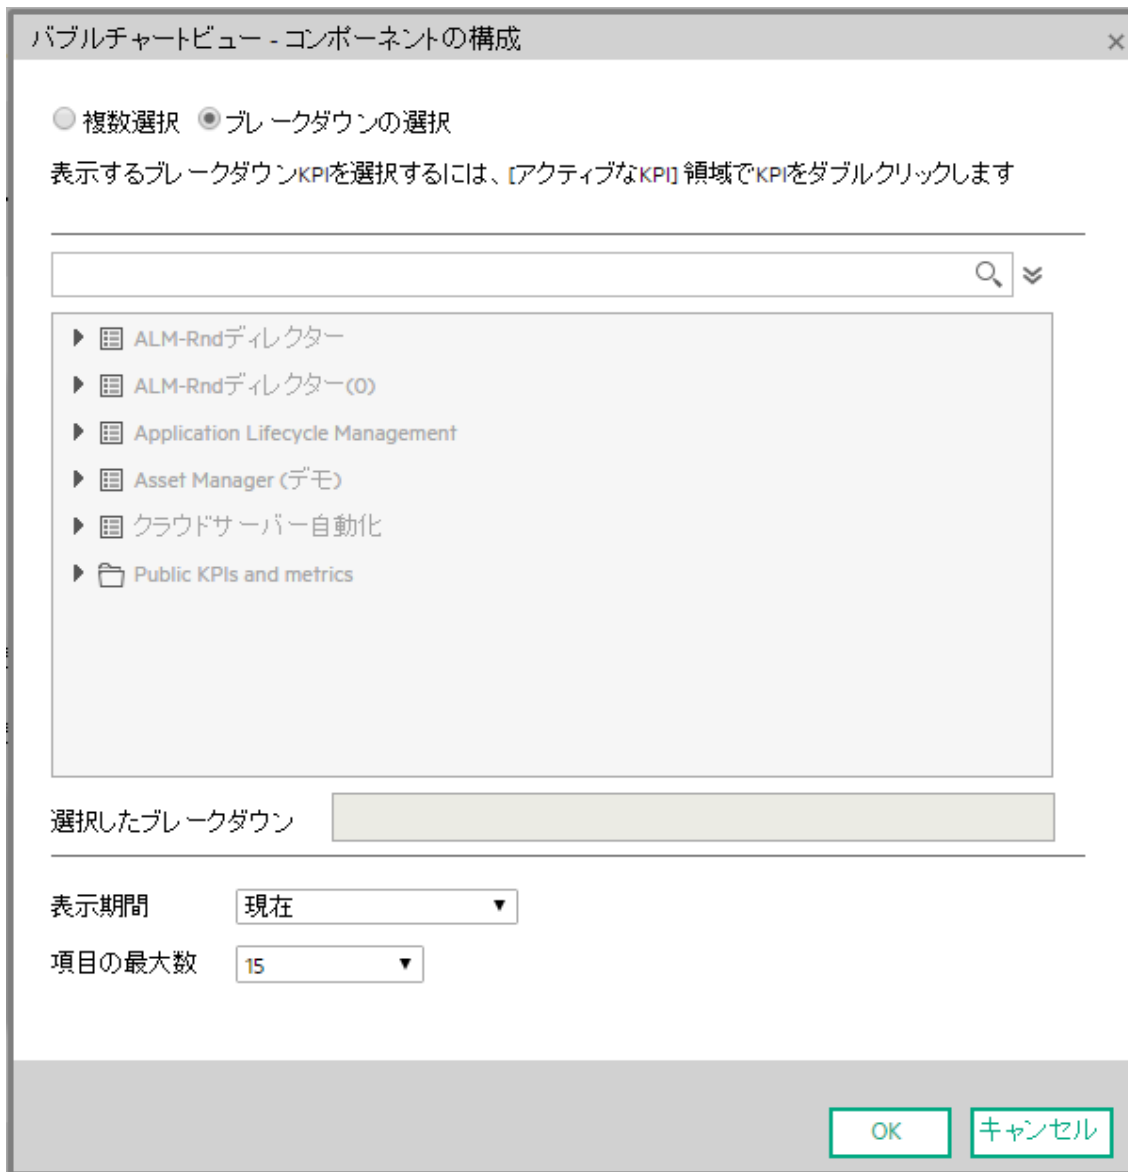 バブルチャートビュー - コンポーネントの構成
複数選択 ブレークダウンの選択
表示するブレークダウンKPIを選択するには、[アクティブなKPI] 領域でKPIをダブルクリックします
ALM-Rndディレクター
ALM-Rndディレクター(0)
Application Lifecycle Management
Asset Manager (デモ)
クラウドサーバー自動化
Public KPIs and metrics
選択したブレークダウン
表示期間 現在
項目の最大数 15
OK キャンセル